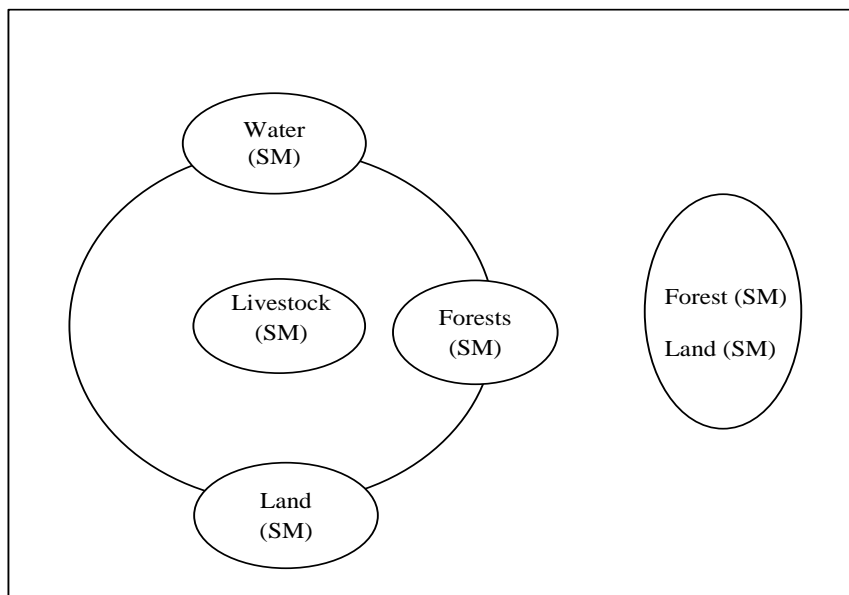 Water
(SM)
Livestock
(SM)
Forests
(SM)
Land
(SM)
Forest (SM)
Land (SM)